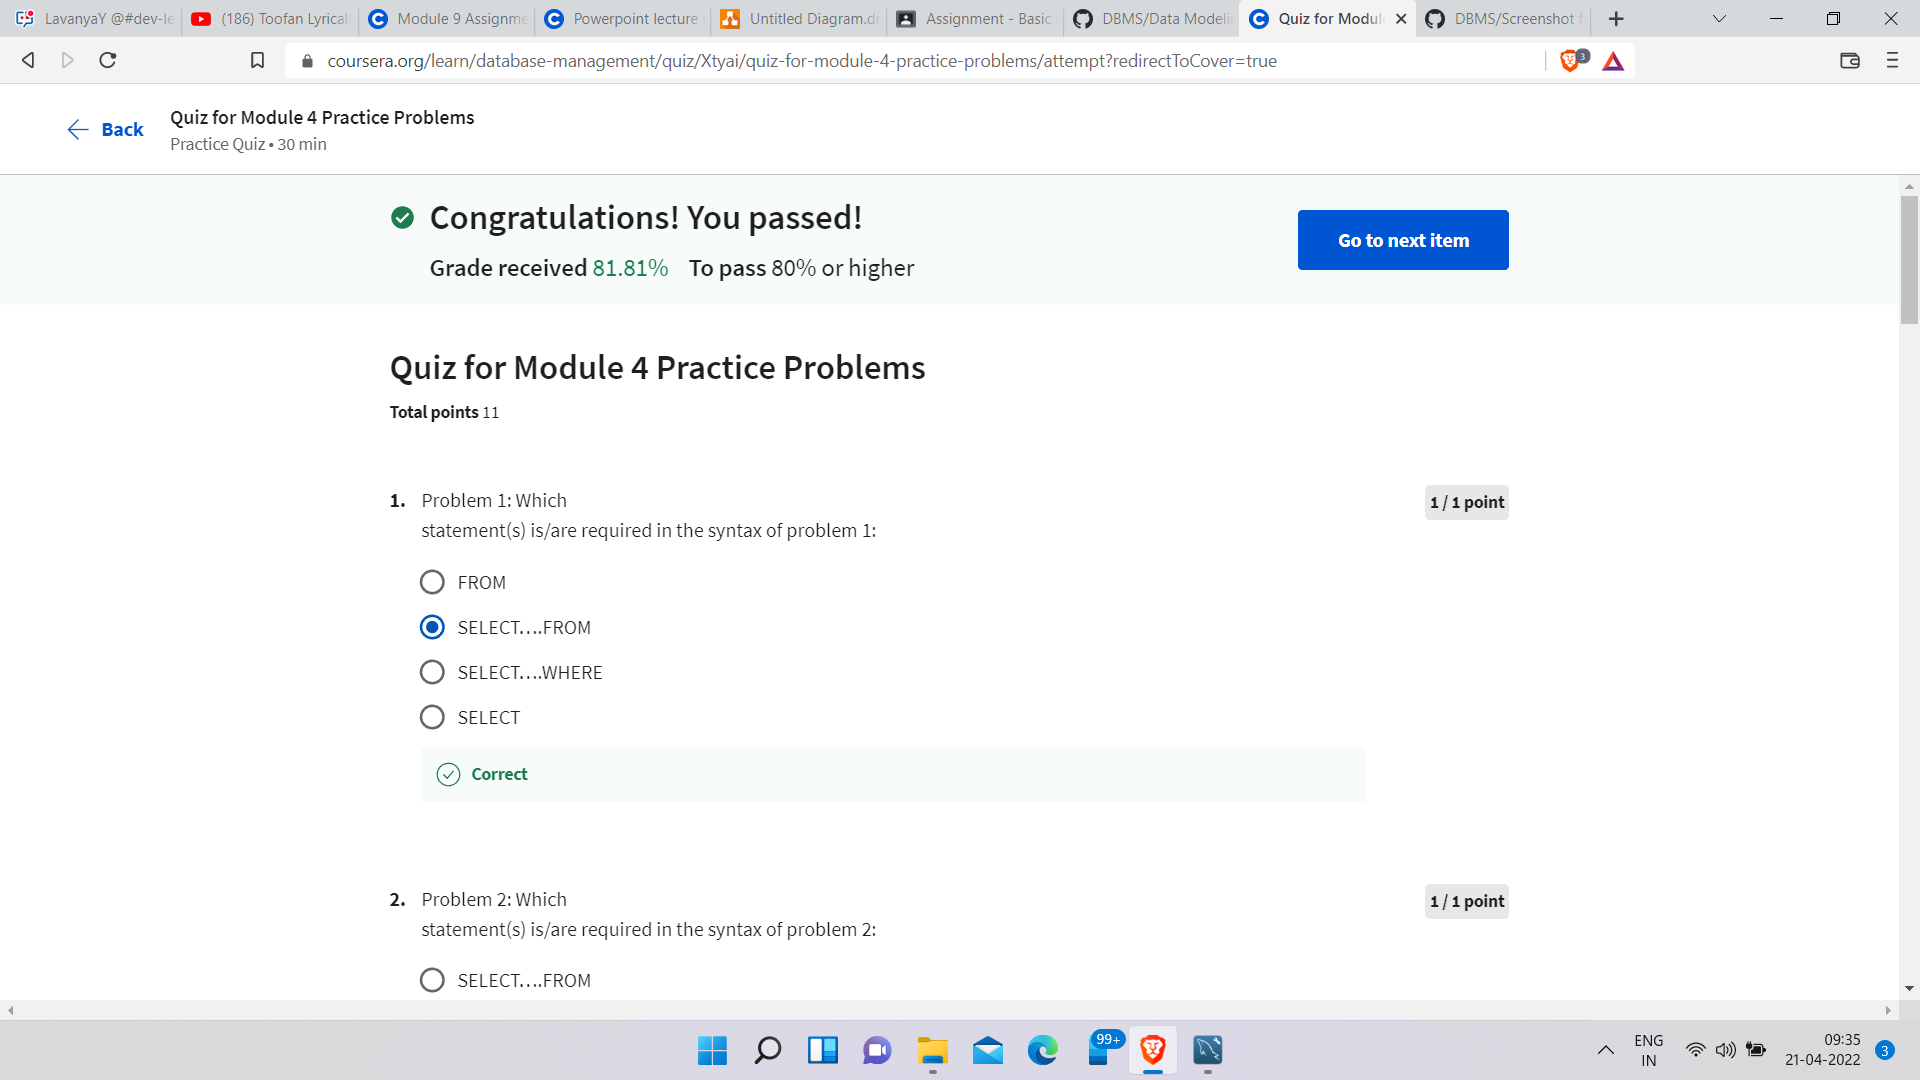 LavanyaY @#dev-le
(186) Toofan Lyrical
Module 9 Assignme
Powerpoint lecture
Untitled Diagram.dr
Assignment - Basic
DBMS/Data Modelin
Quiz for Modul
DBMS/Screenshot f
coursera.org/learn/database-management/quiz/Xtyai/quiz-for-module-4-practice-problems/attempt?redirectToCover=true
3
Back
Quiz for Module 4 Practice Problems
Practice Quiz • 30 min
Congratulations! You passed!
Grade received 81.81% To pass 80% or higher
Go to next item
Quiz for Module 4 Practice Problems
Total points 11
1. Problem 1: Which
statement(s) is/are required in the syntax of problem 1:
1 / 1 point
FROM
SELECT….FROM
SELECT….WHERE
SELECT
Correct
2. Problem 2: Which
statement(s) is/are required in the syntax of problem 2:
1 / 1 point
SELECT….FROM
99+
ENG
IN
09:35
21-04-2022
3